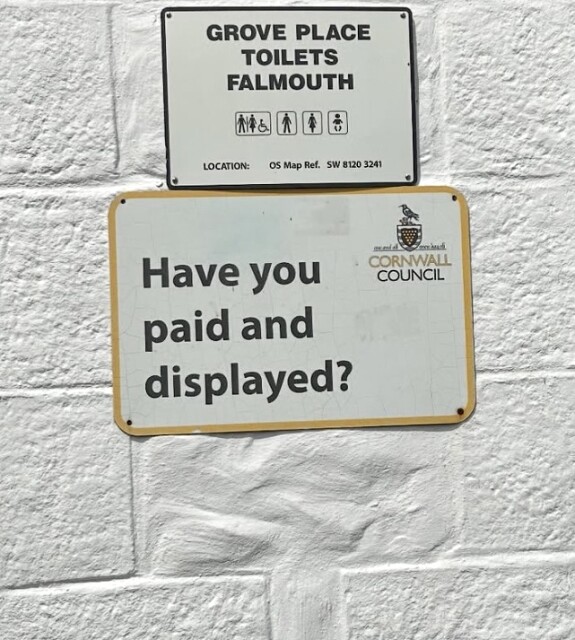 GROVE PLACE
TOILETS
FALMOUTH
LOCATION: OS Map Ref. SW 8120 3241
CORNWALL
COUNCIL
Have you
paid and
displayed?